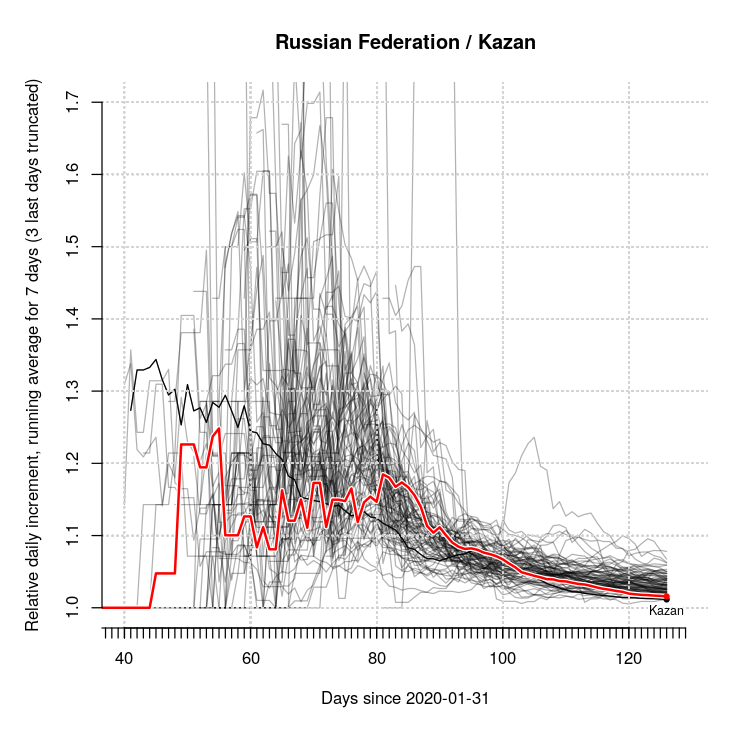 Russian Federation / Kazan
Relative daily increment, running average for 7 days (3 last days truncated)
1.7
1.6
1.5
1.4
1.3
1.2
1.1
1.0
Kazan
40 60 80 100 120
Days since 2020-01-31